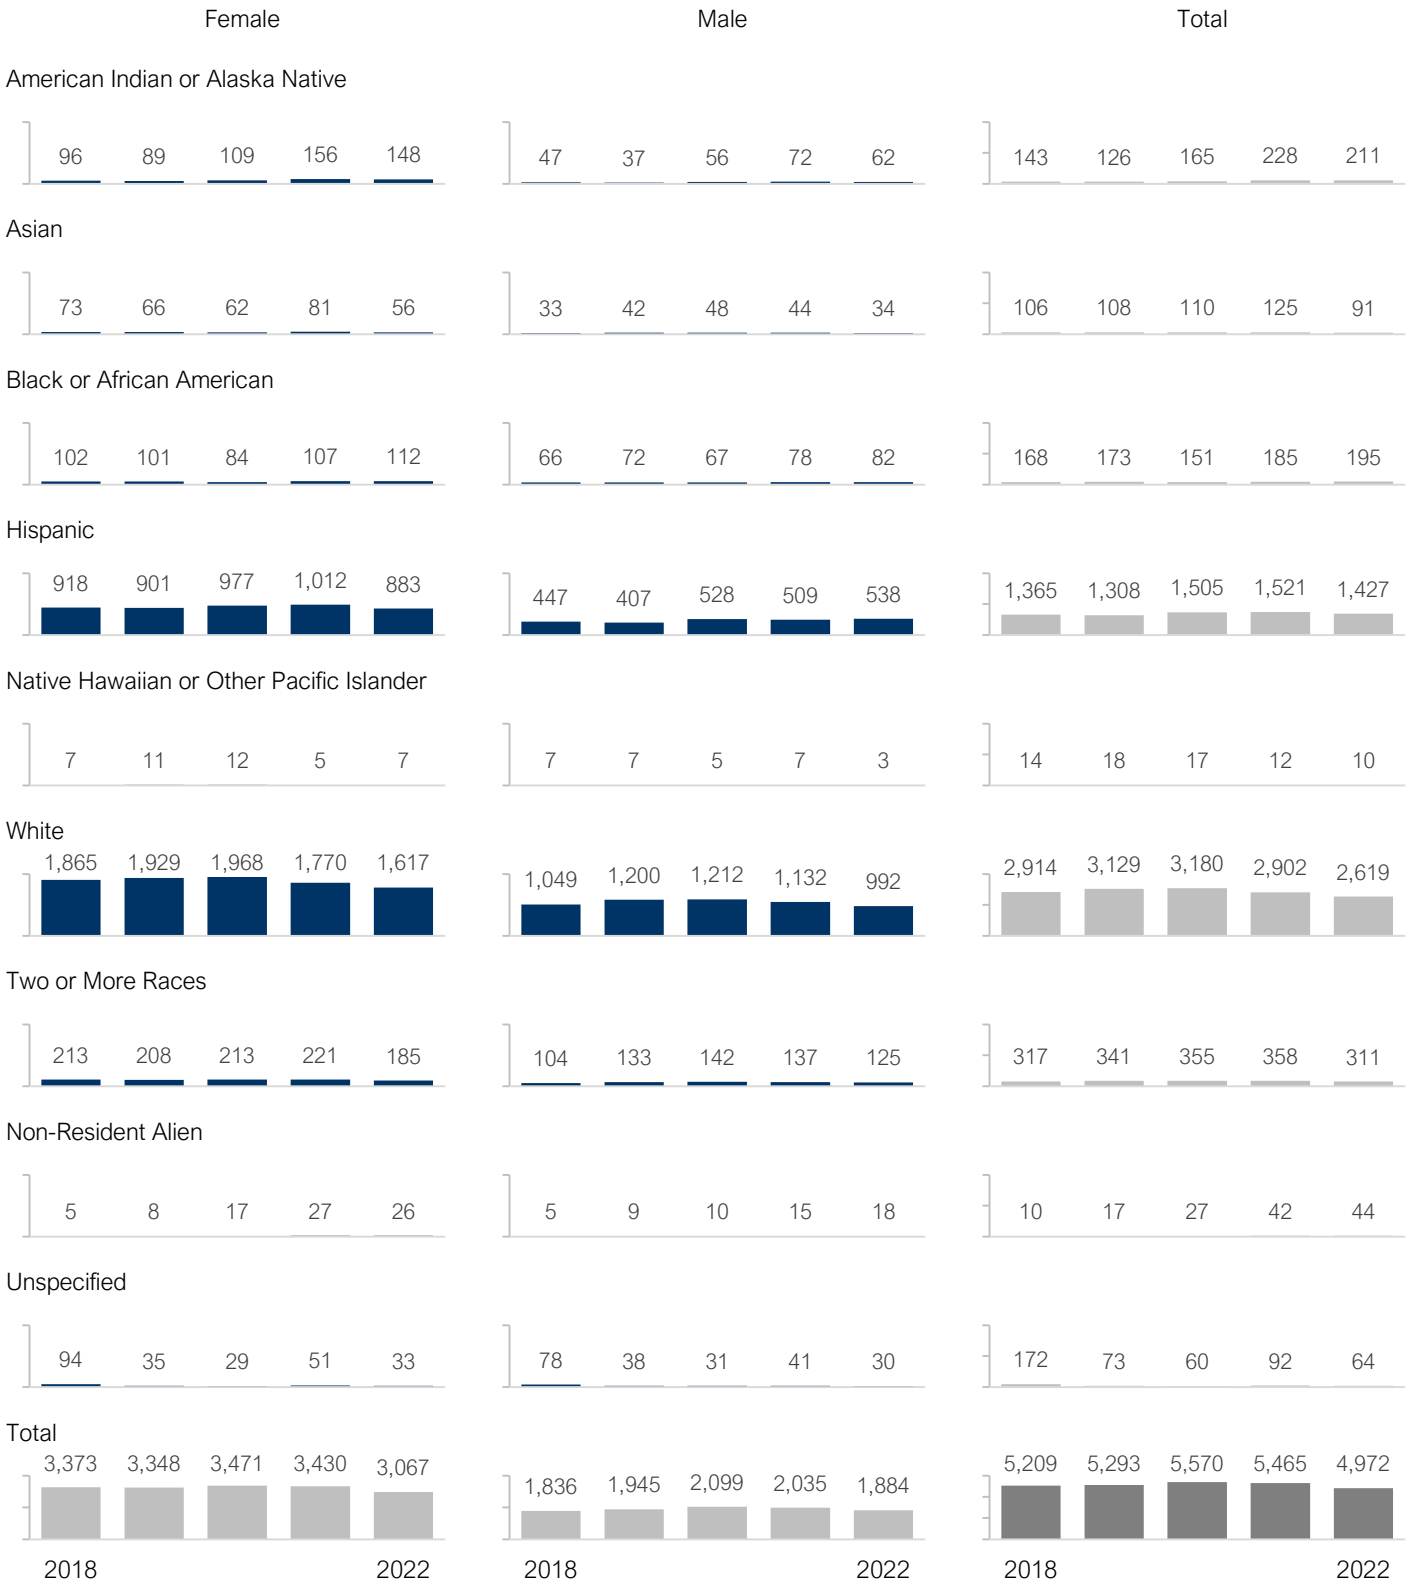 Female Male Total
American Indian or Alaska Native
96 89 109 156 148 47 37 56 72 62 143 126 165 228 211
Asian
73 66 62 81 56 33 42 48 44 34 106 108 110 125 91
Black or African American
102 101 84 107 112 66 72 67 78 82 168 173 151 185 195
Hispanic
918 901 977 1,012 883 447 407 528 509 538 1,365 1,308 1,505 1,521 1,427
Native Hawaiian or Other Pacific Islander
7 11 12 5 7 7 7 5 7 3 14 18 17 12 10
White
1,865 1,929 1,968 1,770 1,617 1,049 1,200 1,212 1,132 992 2,914 3,129 3,180 2,902 2,619
Two or More Races
213 208 213 221 185 104 133 142 137 125 317 341 355 358 311
Non-Resident Alien
5 8 17 27 26 5 9 10 15 18 10 17 27 42 44
Unspecified
94 35 29 51 33 78 38 31 41 30 172 73 60 92 64
Total
3,373 3,348 3,471 3,430 3,067 1,836 1,945 2,099 2,035 1,884 5,209 5,293 5,570 5,465 4,972
2018 2022 2018 2022 2018 2022